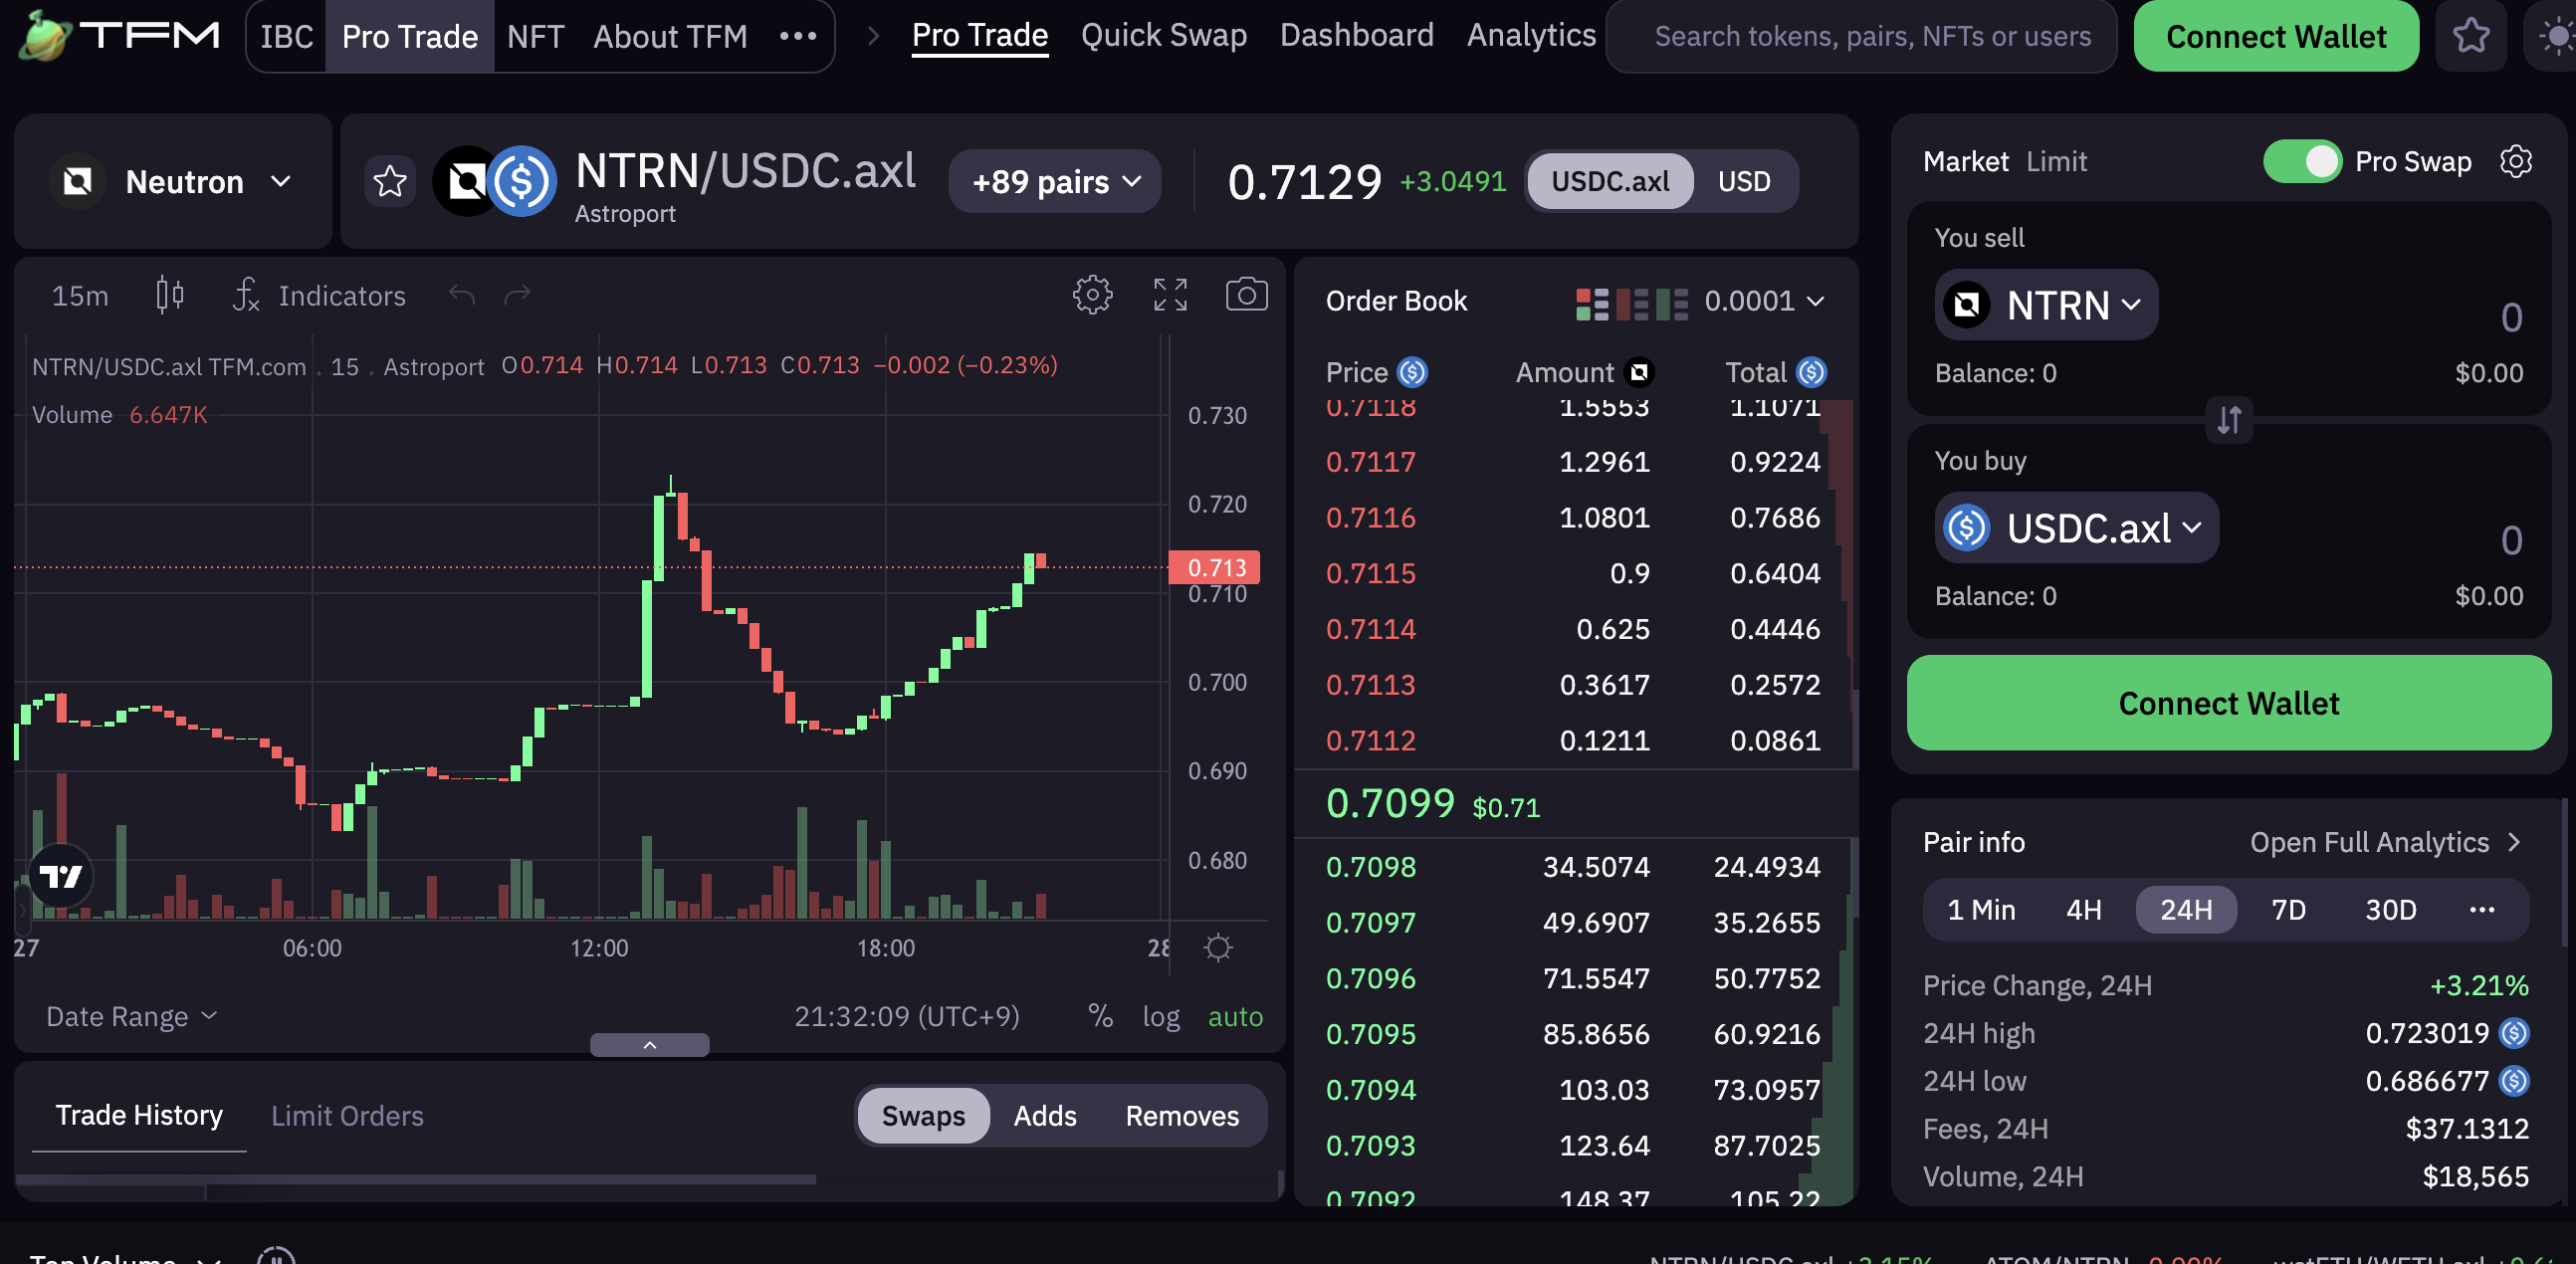 TFM IBC Pro Trade NFT About TFM ••• Pro Trade Quick Swap Dashboard Analytics Search tokens, pairs, NFTs or users Connect Wallet
Neutron
NTRN/USDC.axl
Astroport
+89 pairs
0.7129 +3.0491 USDC.axl USD
15m Indicators
NTRN/USDC.axl TFM.com . 15 . Astroport O0.714 H0.714 L0.713 C0.713 −0.002 (−0.23%)
Volume 6.647K
0.730
0.720
0.713
0.710
0.700
0.690
0.680
27 06:00 12:00 18:00 28
Date Range 21:32:09 (UTC+9) % log auto
Trade History Limit Orders Swaps Adds Removes
Order Book 0.0001
Price Amount Total
0.7118 1.5553 1.1071
0.7117 1.2961 0.9224
0.7116 1.0801 0.7686
0.7115 0.9 0.6404
0.7114 0.625 0.4446
0.7113 0.3617 0.2572
0.7112 0.1211 0.0861
0.7099 $0.71
0.7098 34.5074 24.4934
0.7097 49.6907 35.2655
0.7096 71.5547 50.7752
0.7095 85.8656 60.9216
0.7094 103.03 73.0957
0.7093 123.64 87.7025
0.7092 148.37 105.22
Market Limit Pro Swap
You sell
NTRN 0
Balance: 0 $0.00
You buy
USDC.axl 0
Balance: 0 $0.00
Connect Wallet
Pair info Open Full Analytics
1 Min 4H 24H 7D 30D •••
Price Change, 24H +3.21%
24H high 0.723019
24H low 0.686677
Fees, 24H $37.1312
Volume, 24H $18,565
Top Volume NTRN/USDC.axl +3.15% ATOM/NTRN